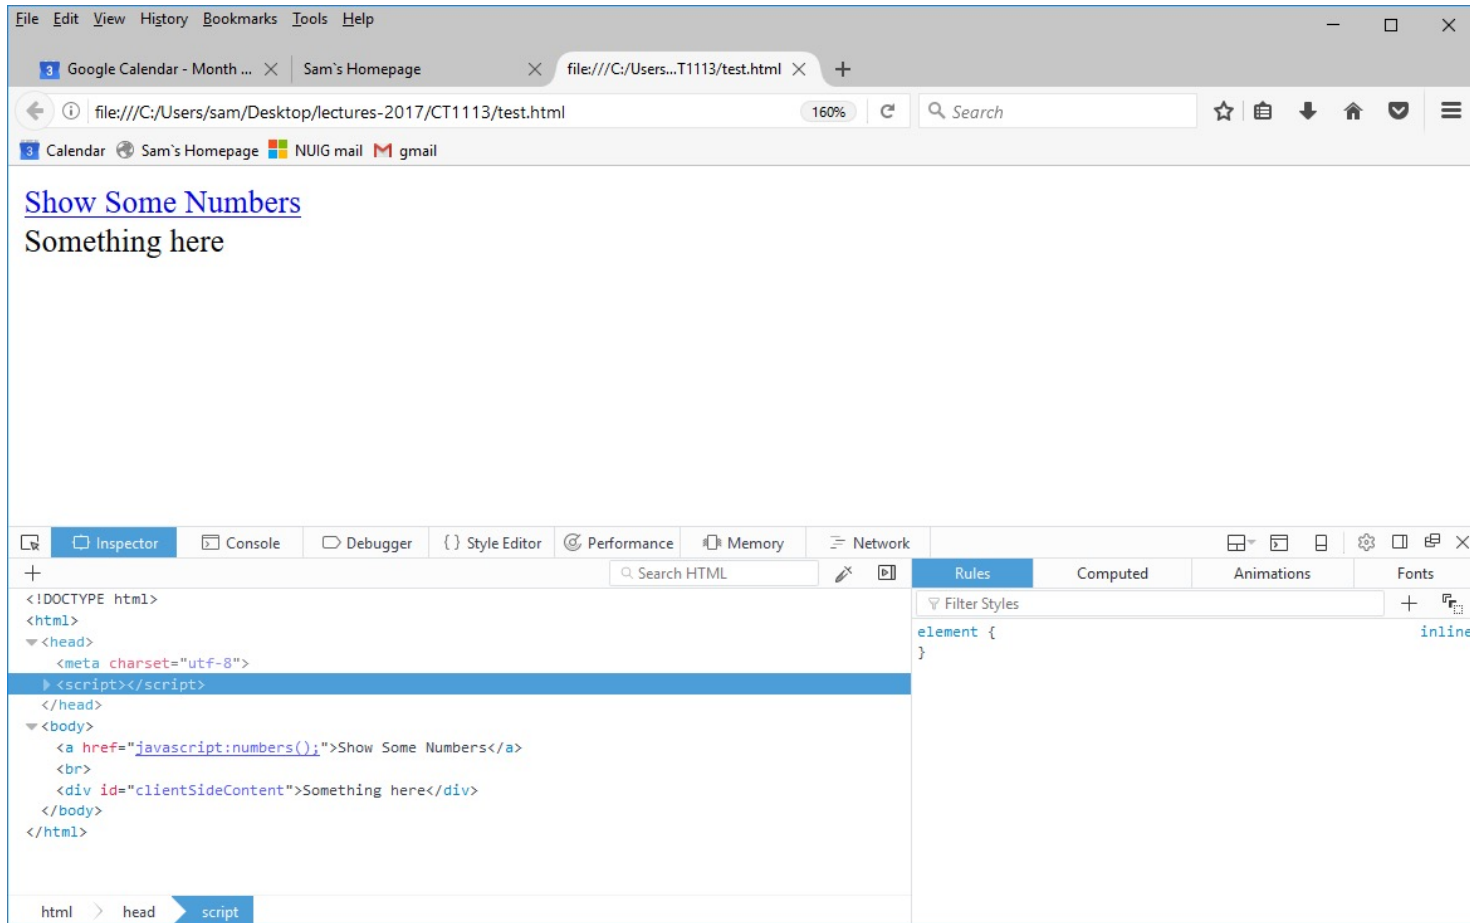 File Edit View History Bookmarks Tools Help
3 Google Calendar - Month ... Sam`s Homepage file:///C:/Users...T1113/test.html
file:///C:/Users/sam/Desktop/lectures-2017/CT1113/test.html 160% Search
3 Calendar Sam`s Homepage NUIG mail M gmail
Show Some Numbers
Something here
Inspector Console Debugger { } Style Editor Performance Memory Network
+ Search HTML Rules Computed Animations Fonts
<!DOCTYPE html> Filter Styles +
<html>
element { inline
<head>
}
<meta charset="utf-8">
<script></script>
</head>
<body>
<a href="javascript:numbers();">Show Some Numbers</a>
<br>
<div id="clientSideContent">Something here</div>
</body>
</html>
html head script